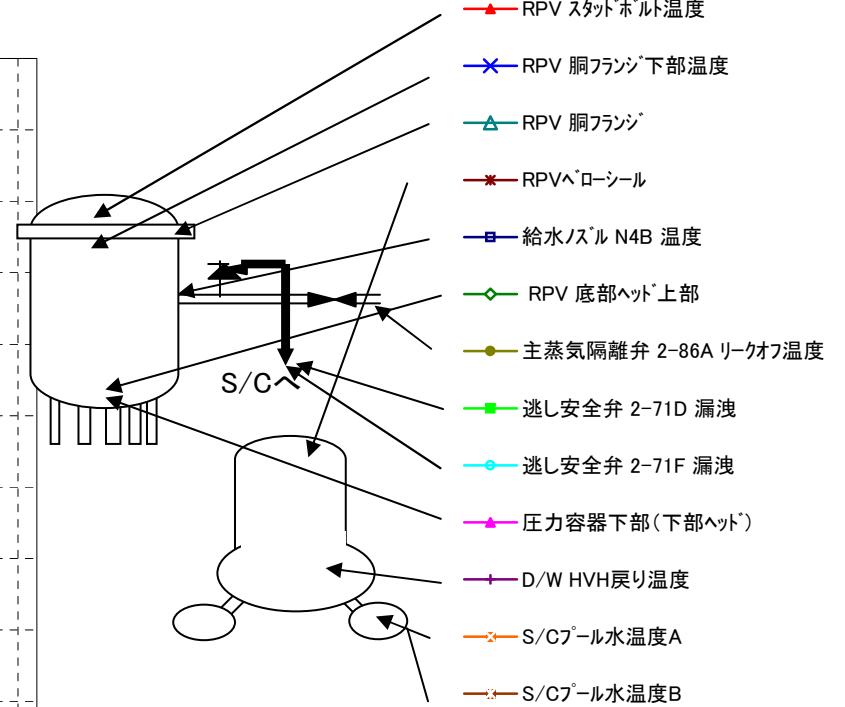 RPV ｽﾀｯﾄﾞﾎﾞﾙﾄ温度
RPV 胴ﾌﾗﾝｼﾞ下部温度
RPV 胴ﾌﾗﾝｼﾞ
RPVﾍﾞﾛｰｼｰﾙ
給水ﾉｽﾞﾙ N4B 温度
RPV 底部ﾍｯﾄﾞ上部
主蒸気隔離弁 2-86A ﾘｰｸｵﾌ温度
S/Cへ
逃し安全弁 2-71D 漏洩
逃し安全弁 2-71F 漏洩
圧力容器下部(下部ﾍｯﾄﾞ)
D/W HVH戻り温度
S/Cﾌﾟｰﾙ水温度A
S/Cﾌﾟｰﾙ水温度B